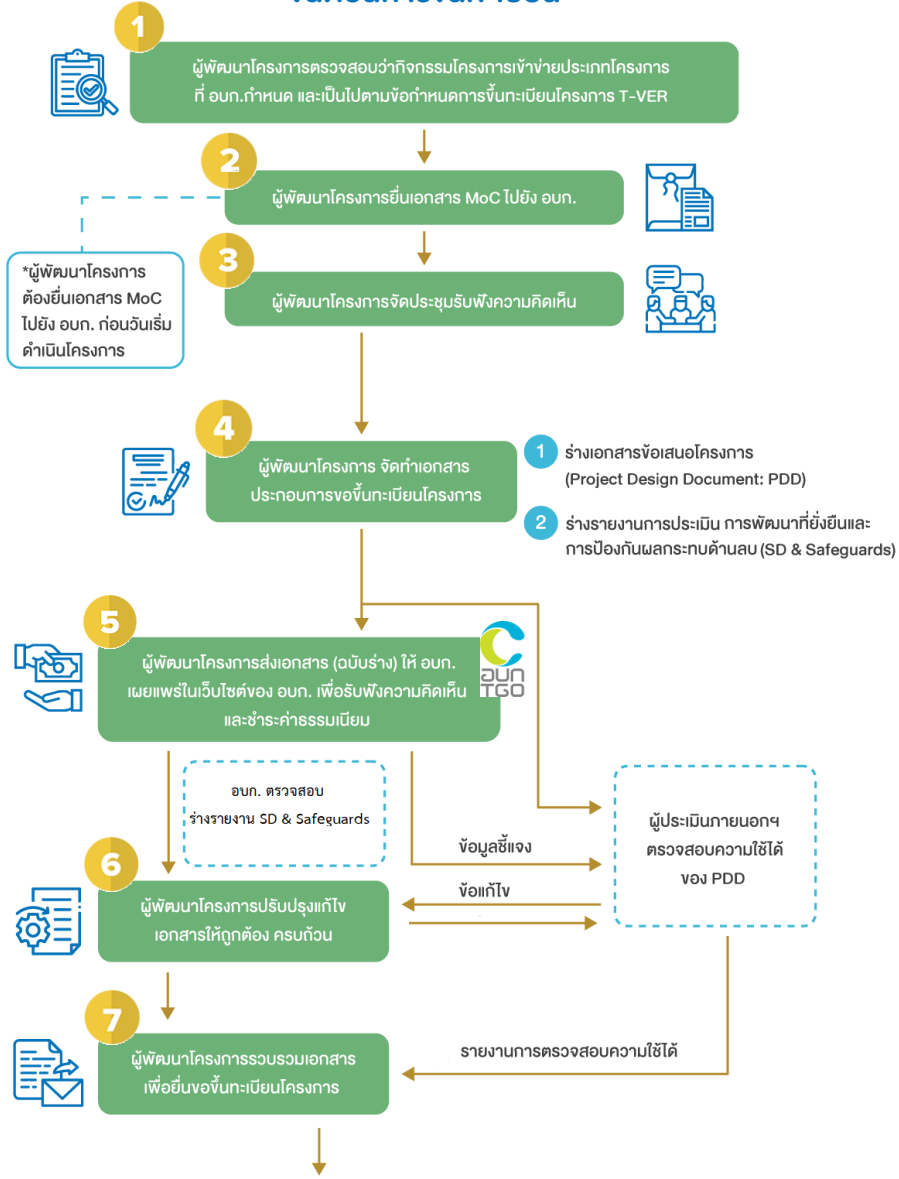 1
ผู้พัฒนาโครงการตรวจสอบว่ากิจกรรมโครงการเข้าข่ายประเภทโครงการ
ที่ อบก.กำหนด และเป็นไปตามข้อกำหนดการขึ้นทะเบียนโครงการ T-VER
2
ผู้พัฒนาโครงการยื่นเอกสาร MoC ไปยัง อบก.
*ผู้พัฒนาโครงการ
ต้องยื่นเอกสาร MoC
ไปยัง อบก. ก่อนวันเริ่ม
ดำเนินโครงการ
3
ผู้พัฒนาโครงการจัดประชุมรับฟังความคิดเห็น
4
ผู้พัฒนาโครงการ จัดทำเอกสาร
ประกอบการขอขึ้นทะเบียนโครงการ
1 ร่างเอกสารข้อเสนอโครงการ
(Project Design Document: PDD)
2 ร่างรายงานการประเมิน การพัฒนาที่ยั่งยืนและ
การป้องกันผลกระทบด้านลบ (SD & Safeguards)
5
ผู้พัฒนาโครงการส่งเอกสาร (ฉบับร่าง) ให้ อบก.
เผยแพร่ในเว็บไซต์ของ อบก. เพื่อรับฟังความคิดเห็น
และชำระค่าธรรมเนียม
อบก
TGO
อบก. ตรวจสอบ
ร่างรายงาน SD & Safeguards
ผู้ประเมินภายนอกฯ
ตรวจสอบความใช้ได้
ของ PDD
ข้อมูลชี้แจง
ข้อแก้ไข
6
ผู้พัฒนาโครงการปรับปรุงแก้ไข
เอกสารให้ถูกต้อง ครบถ้วน
7
ผู้พัฒนาโครงการรวบรวมเอกสาร
เพื่อยื่นขอขึ้นทะเบียนโครงการ
รายงานการตรวจสอบความใช้ได้